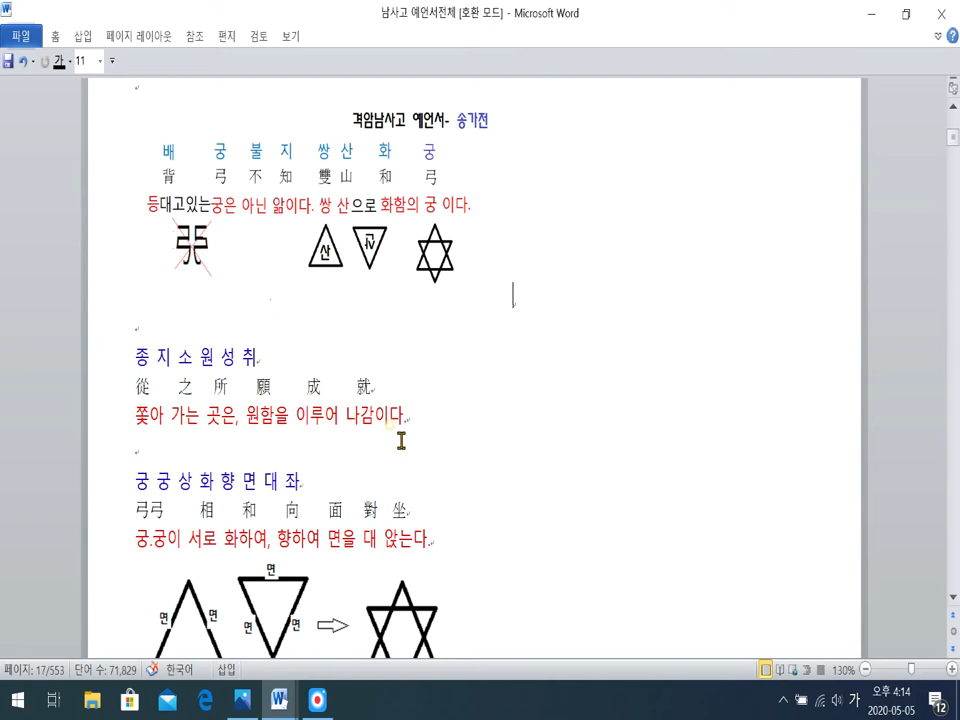 남사고 예언서전체 [호환 모드] - Microsoft Word
파일 홈 삽입 페이지 레이아웃 참조 편지 검토 보기
가 11
격암남사고 예언서- 송가전
배 궁 불 지 쌍 산 화 궁
背 弓 不 知 雙 山 和 弓
등대고있는궁은 아닌 앎이다. 쌍 산으로 화함의 궁 이다.
산
종 지 소 원 성 취
從 之 所 願 成 就
쫓아 가는 곳은, 원함을 이루어 나감이다.
궁 궁 상 화 향 면 대 좌
弓弓 相 和 向 面 對 坐
궁.궁이 서로 화하여, 향하여 면을 대 앉는다.
면
면 면 면 면
페이지: 17/553 단어 수: 71,829 한국어 삽입 130%
가 오후 4:14
2020-05-05 12